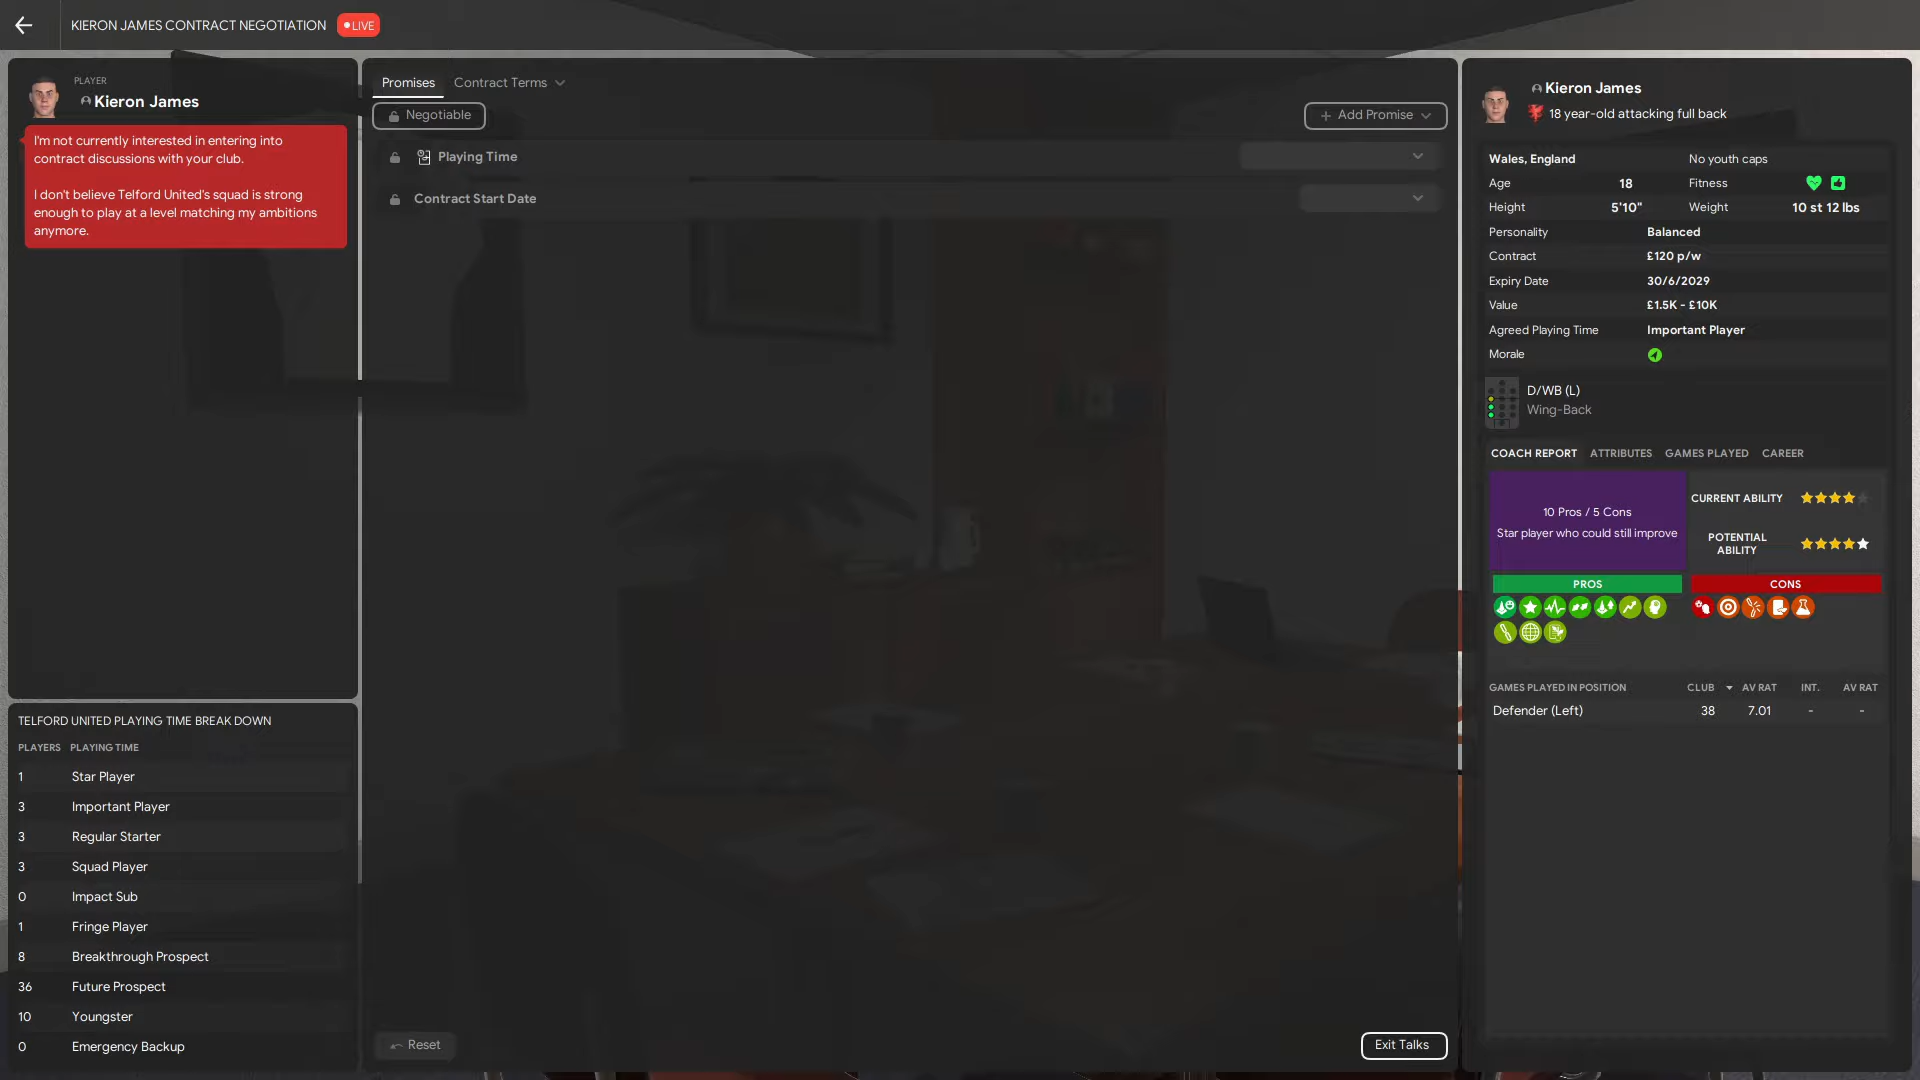 KIERON JAMES CONTRACT NEGOTIATION
LIVE
PLAYER
Kieron James
I'm not currently interested in entering into
contract discussions with your club.
I don't believe Telford United's squad is strong
enough to play at a level matching my ambitions
anymore.
TELFORD UNITED PLAYING TIME BREAK DOWN
PLAYERS PLAYING TIME
1 Star Player
3 Important Player
3 Regular Starter
3 Squad Player
0 Impact Sub
1 Fringe Player
8 Breakthrough Prospect
36 Future Prospect
10 Youngster
0 Emergency Backup
Promises Contract Terms
Negotiable
Add Promise
Playing Time
Contract Start Date
Reset
Exit Talks
Kieron James
18 year-old attacking full back
Wales, England No youth caps
Age 18 Fitness
Height 5'10" Weight 10 st 12 lbs
Personality Balanced
Contract £120 p/w
Expiry Date 30/6/2029
Value £1.5K - £10K
Agreed Playing Time Important Player
Morale
D/WB (L)
Wing-Back
COACH REPORT ATTRIBUTES GAMES PLAYED CAREER
10 Pros / 5 Cons
Star player who could still improve
CURRENT ABILITY
POTENTIAL
ABILITY
PROS CONS
GAMES PLAYED IN POSITION CLUB AV RAT INT. AV RAT
Defender (Left) 38 7.01 - -